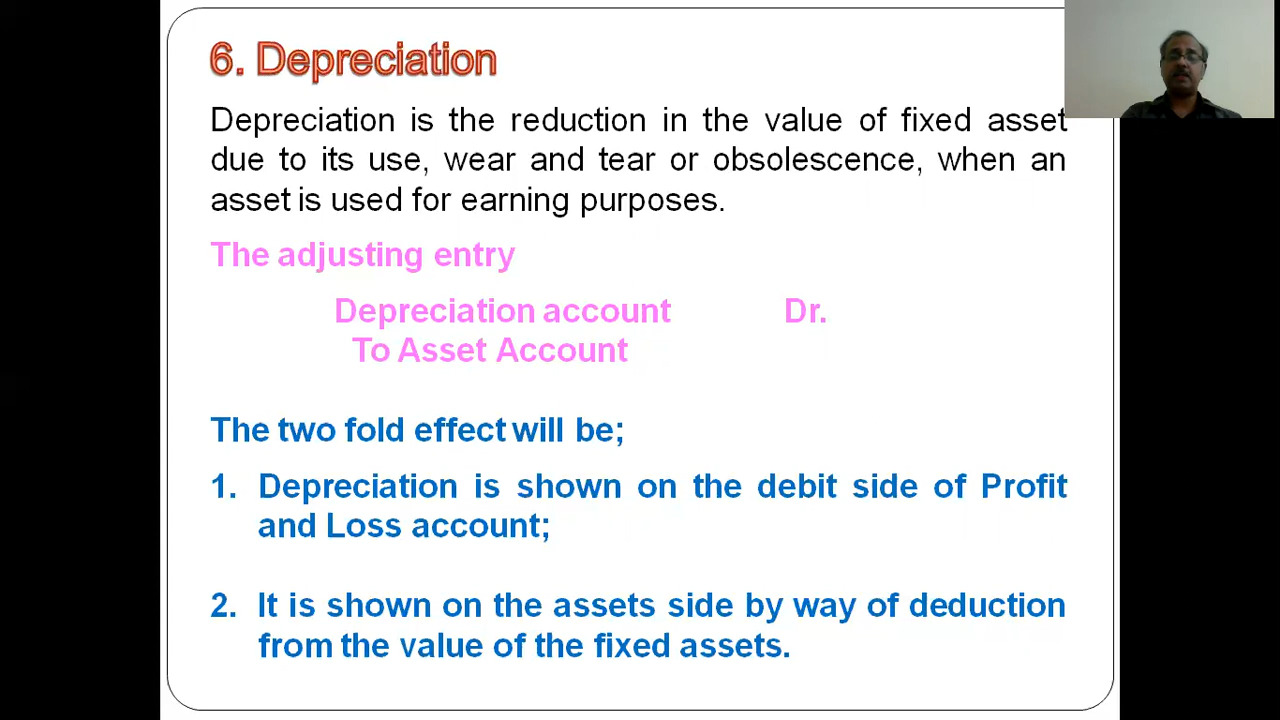 6. Depreciation
Depreciation is the reduction in the value of fixed asset
due to its use, wear and tear or obsolescence, when an
asset is used for earning purposes.
The adjusting entry
Depreciation account Dr.
To Asset Account
The two fold effect will be;
1. Depreciation is shown on the debit side of Profit
and Loss account;
2. It is shown on the assets side by way of deduction
from the value of the fixed assets.